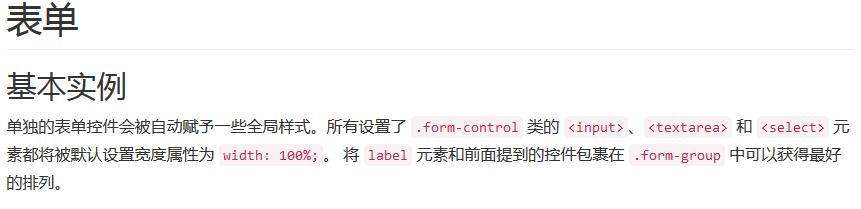 表单
基本实例
单独的表单控件会被自动赋予一些全局样式。所有设置了 .form-control 类的 <input>、<textarea> 和 <select> 元
素都将被默认设置宽度属性为 width: 100%;。 将 label 元素和前面提到的控件包裹在 .form-group 中可以获得最好
的排列。